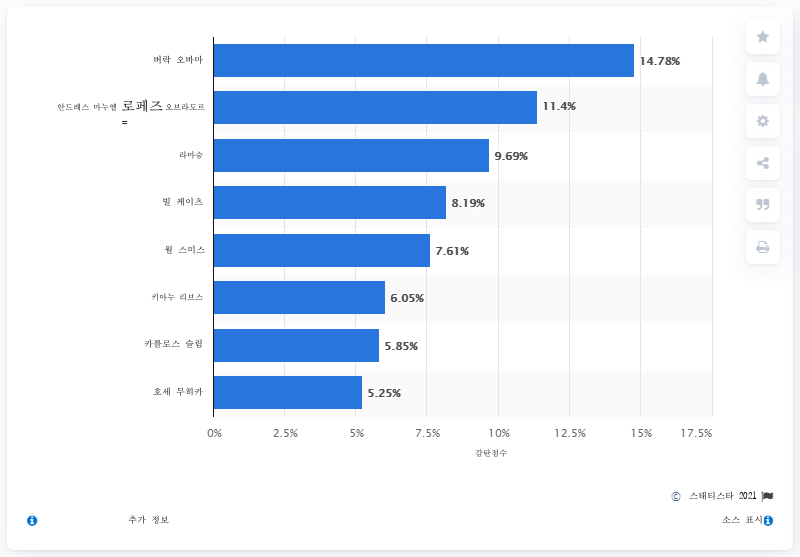 버락 오바마
14.78%
안드레스 마누엘 로페즈 오브라도르
=
11.4%
라마승
9.69%
빌 케이츠
8.19%
윌 스미스
7.61%
키아누 리브스
6.05%
카를로스 슬림
5.85%
호세 무히카
5.25%
0% 2.5% 5% 7.5% 10% 12.5% 15% 17.5%
감탄점수
© 스태티스타 2021
추가 정보
소스 표시